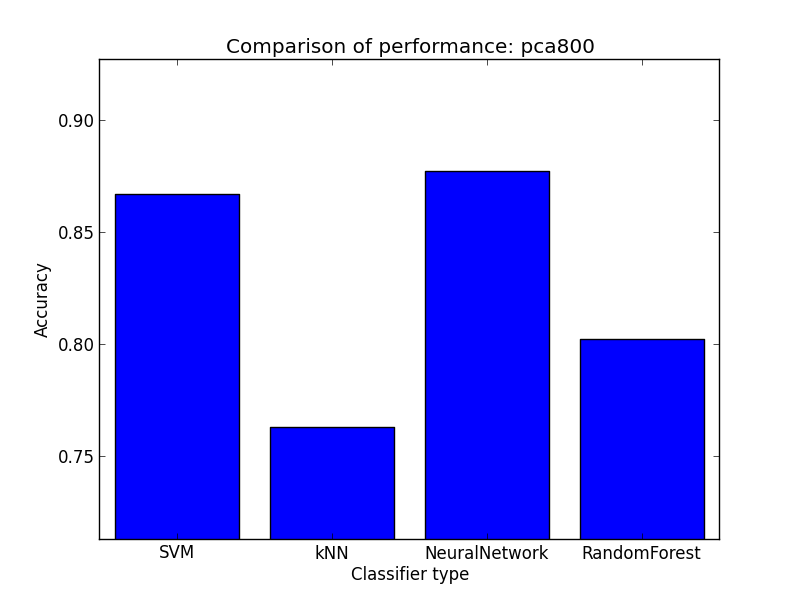 Comparison of performance: pca800
0.90
0.85
0.80
0.75
Accuracy
SVM
kNN
NeuralNetwork
RandomForest
Classifier type